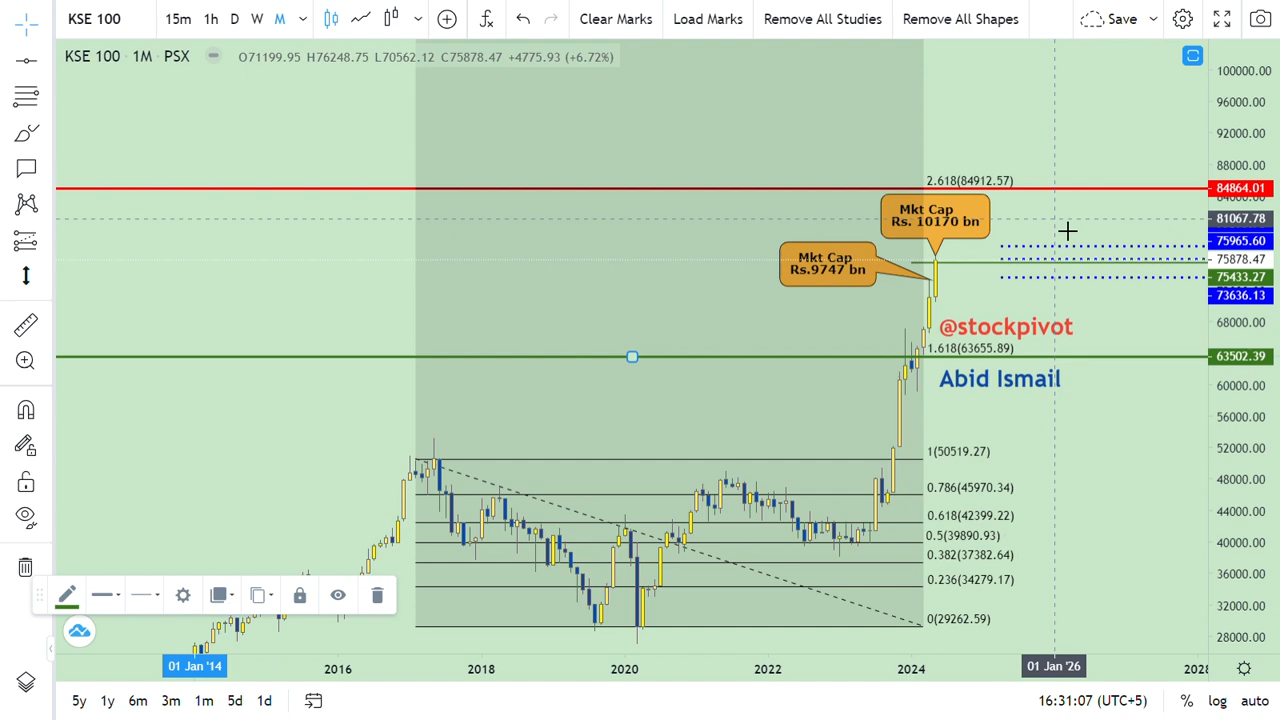 KSE 100
15m 1h D W M
Clear Marks
Load Marks
Remove All Studies
Remove All Shapes
Save
KSE 100 · 1M · PSX
O71199.95 H76248.75 L70562.12 C75878.47 +4775.93 (+6.72%)
100000.00
96000.00
92000.00
88000.00
2.618(84912.57)
84864.01
Mkt Cap
Rs. 10170 bn
81067.78
75965.60
Mkt Cap
Rs.9747 bn
75878.47
75433.27
73636.13
@stockpivot
68000.00
1.618(63655.89)
63502.39
Abid Ismail
60000.00
56000.00
1(50519.27)
52000.00
48000.00
0.786(45970.34)
44000.00
0.618(42399.22)
0.5(39890.93)
40000.00
0.382(37382.64)
36000.00
0.236(34279.17)
32000.00
0(29262.59)
28000.00
01 Jan '14 2016 2018 2020 2022 2024 01 Jan '26 2028
5y 1y 6m 3m 1m 5d 1d
16:31:07 (UTC+5) % log auto